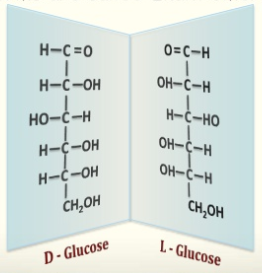 H-C=O
H-C-OH
HO-C-H
H-C-OH
H-C-OH
CH₂OH
D - Glucose
O=C-H
OH-C-H
H-C-HO
OH-C-H
OH-C-H
CH₂OH
L - Glucose